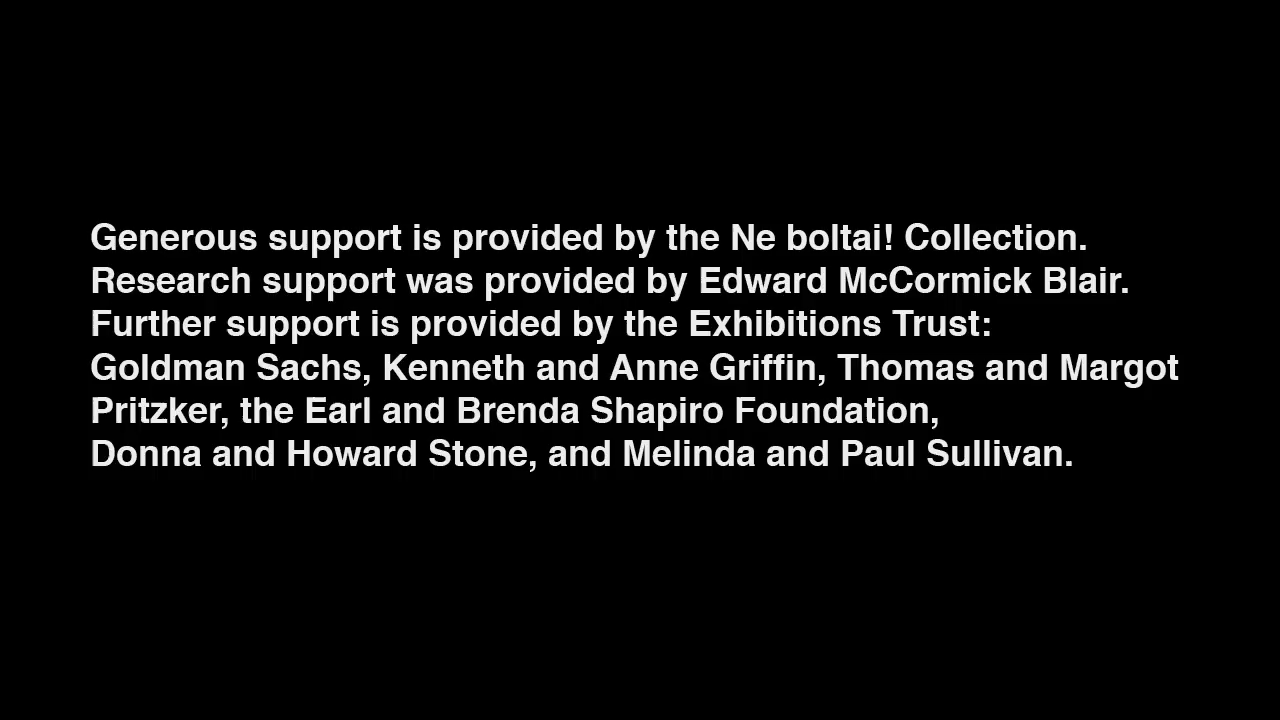 Generous support is provided by the Ne boltai! Collection.
Research support was provided by Edward McCormick Blair.
Further support is provided by the Exhibitions Trust:
Goldman Sachs, Kenneth and Anne Griffin, Thomas and Margot
Pritzker, the Earl and Brenda Shapiro Foundation,
Donna and Howard Stone, and Melinda and Paul Sullivan.